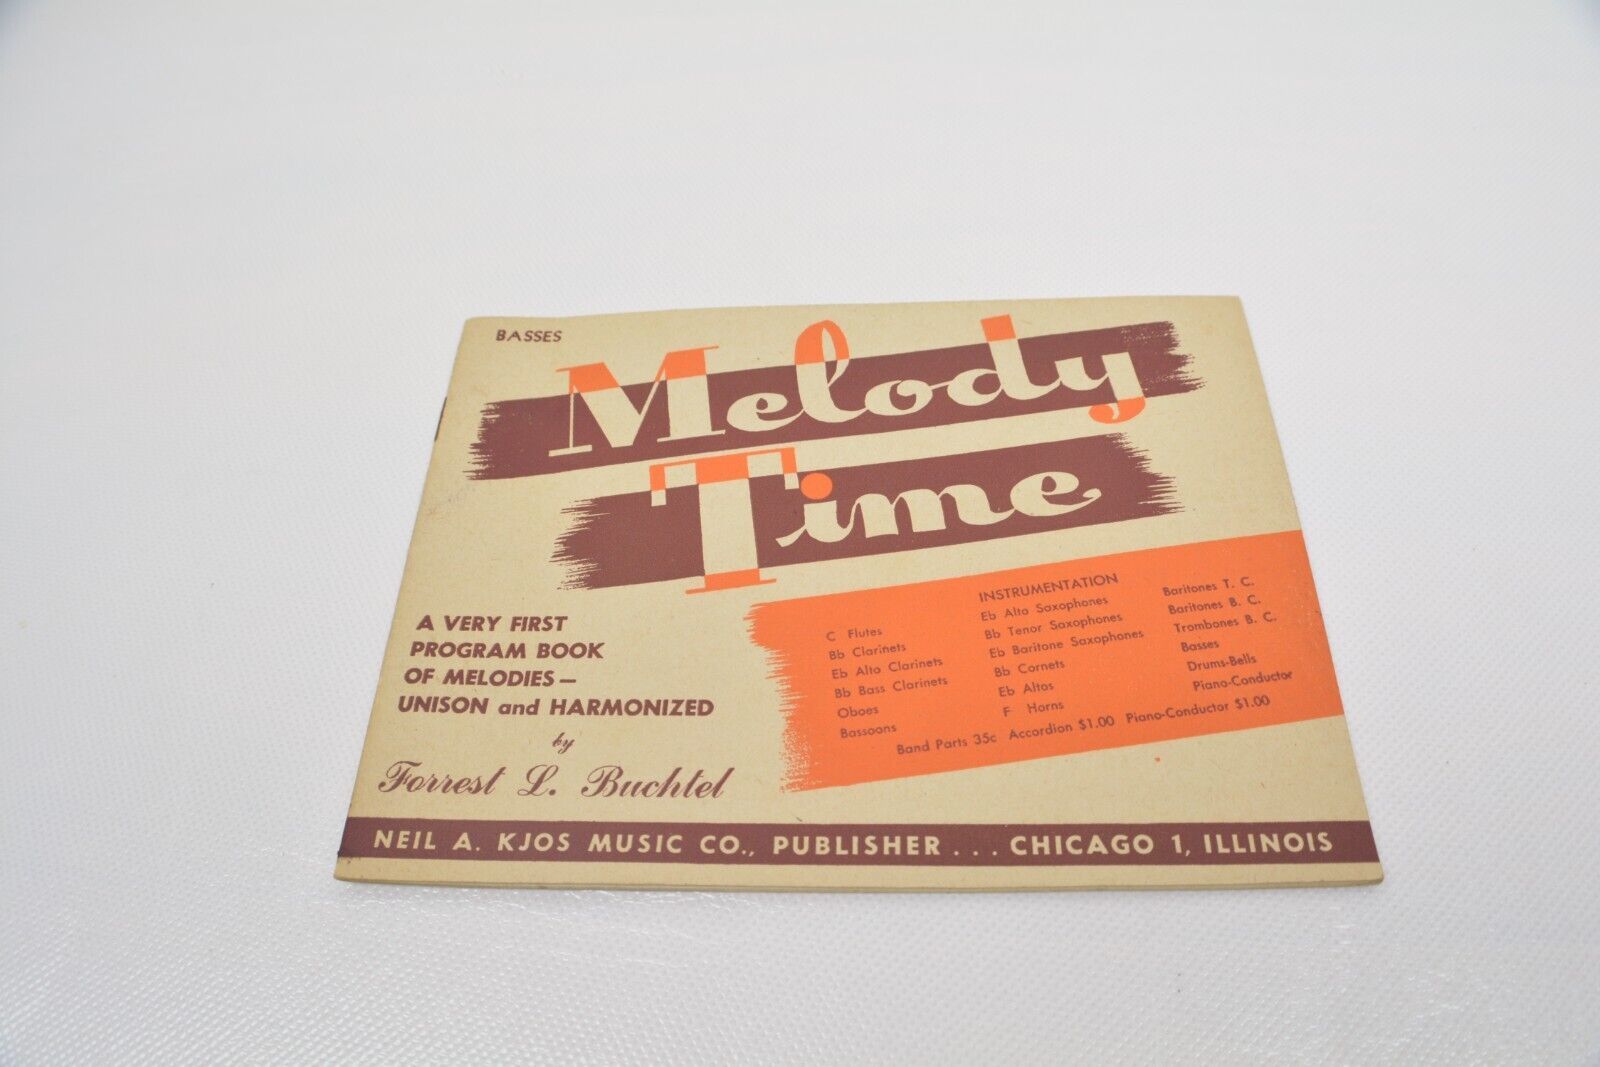 BASSES
Melody
Time
A VERY FIRST
PROGRAM BOOK
OF MELODIES—
UNISON and HARMONIZED
by
Forrest L. Buchtel
INSTRUMENTATION
C Flutes
Bb Clarinets
Eb Alto Clarinets
Bb Bass Clarinets
Oboes
Bassoons
Eb Alto Saxophones
Bb Tenor Saxophones
Eb Baritone Saxophones
Bb Cornets
Eb Altos
F Horns
Baritones T. C.
Baritones B. C.
Trombones B. C.
Basses
Drums-Bells
Piano-Conductor
Band Parts 35c Accordion $1.00 Piano-Conductor $1.00
NEIL A. KJOS MUSIC CO., PUBLISHER . . . CHICAGO 1, ILLINOIS